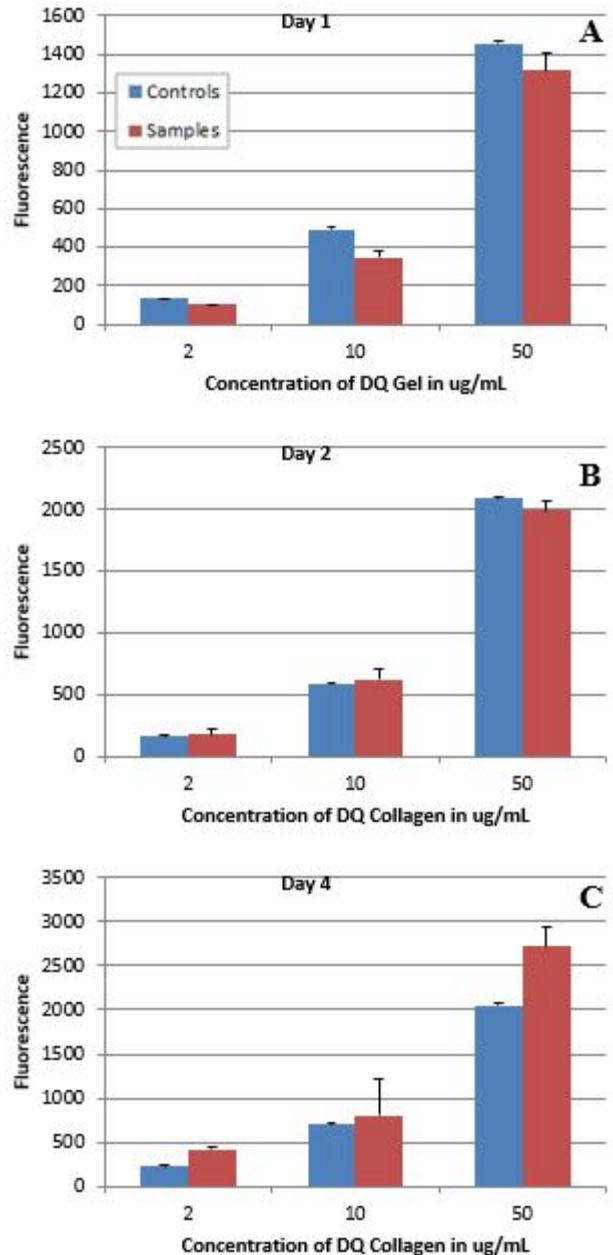 Day 1
A
1600
1400
1200
1000
800
600
400
200
0
Fluorescence
Controls
Samples
2 10 50
Concentration of DQ Gel in ug/mL
Day 2
B
2500
2000
1500
1000
500
0
Fluorescence
2 10 50
Concentration of DQ Collagen in ug/mL
Day 4
C
3500
3000
2500
2000
1500
1000
500
0
Fluorescence
2 10 50
Concentration of DQ Collagen in ug/mL